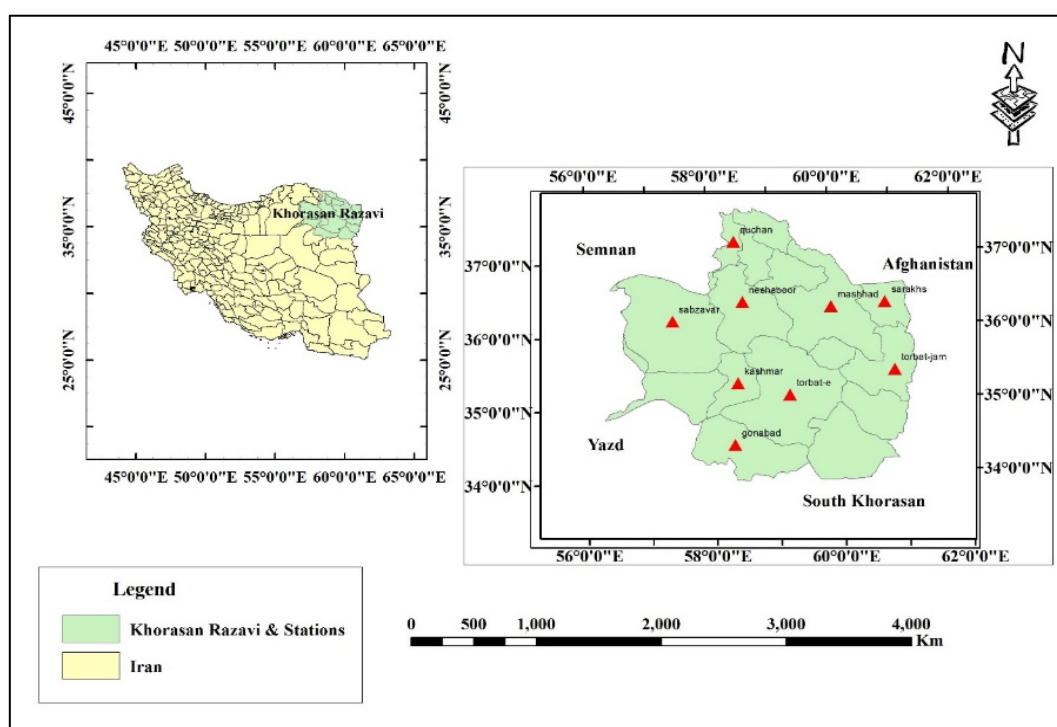 45°0'0"E 50°0'0"E 55°0'0"E 60°0'0"E 65°0'0"E
45°0'0"N
45°0'0"N
Khorasan Razavi
35°0'0"N
35°0'0"N
25°0'0"N
25°0'0"N
45°0'0"E 50°0'0"E 55°0'0"E 60°0'0"E 65°0'0"E
N
56°0'0"E 58°0'0"E 60°0'0"E 62°0'0"E
quchan
Semnan
37°0'0"N
Afghanistan
37°0'0"N
neshaboor
mashhad
sarakhs
sabzavar
36°0'0"N
36°0'0"N
torbat-jam
kashmar
torbat-e
35°0'0"N
35°0'0"N
gonabad
Yazd
34°0'0"N
34°0'0"N
South Khorasan
56°0'0"E 58°0'0"E 60°0'0"E 62°0'0"E
Legend
Khorasan Razavi & Stations
Iran
0 500 1,000 2,000 3,000 4,000
Km